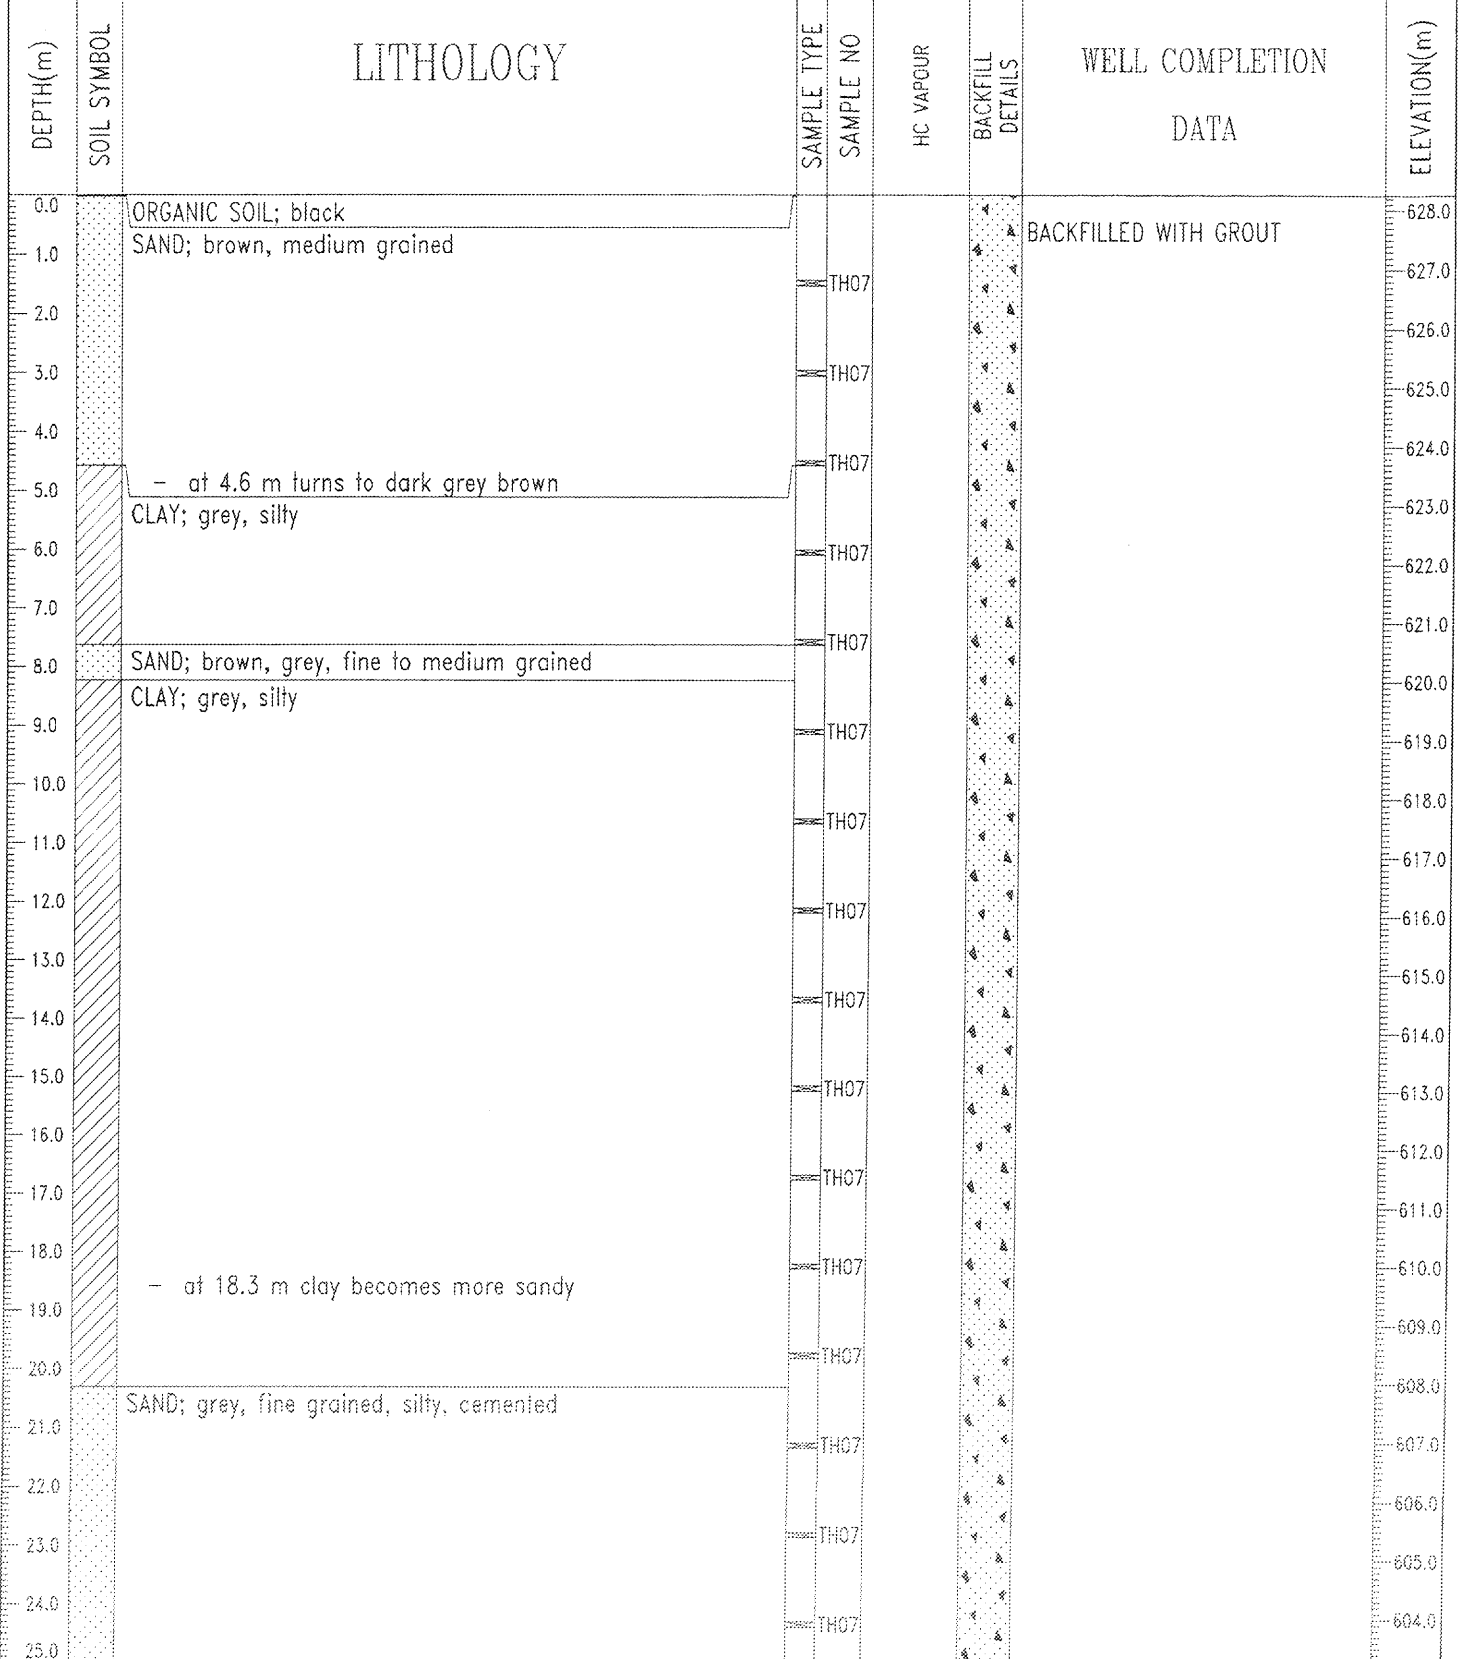 DEPTH(m)
SOIL SYMBOL
LITHOLOGY
SAMPLE TYPE
SAMPLE NO
HC VAPOUR
BACKFILL
DETAILS
WELL COMPLETION
DATA
ELEVATION(m)
0.0
ORGANIC SOIL; black
628.0
BACKFILLED WITH GROUT
SAND; brown, medium grained
1.0
627.0
TH07
2.0
626.0
3.0
TH07
625.0
4.0
624.0
TH07
- at 4.6 m turns to dark grey brown
5.0
623.0
CLAY; grey, silty
6.0
TH07
622.0
7.0
621.0
TH07
SAND; brown, grey, fine to medium grained
8.0
620.0
CLAY; grey, silty
9.0
TH07
619.0
10.0
618.0
TH07
11.0
617.0
12.0
TH07
616.0
13.0
615.0
TH07
14.0
614.0
15.0
TH07
613.0
16.0
612.0
TH07
17.0
611.0
18.0
TH07
610.0
- at 18.3 m clay becomes more sandy
19.0
609.0
TH07
20.0
608.0
SAND; grey, fine grained, silty, cemented
21.0
TH07
607.0
22.0
606.0
TH07
23.0
605.0
24.0
TH07
604.0
25.0